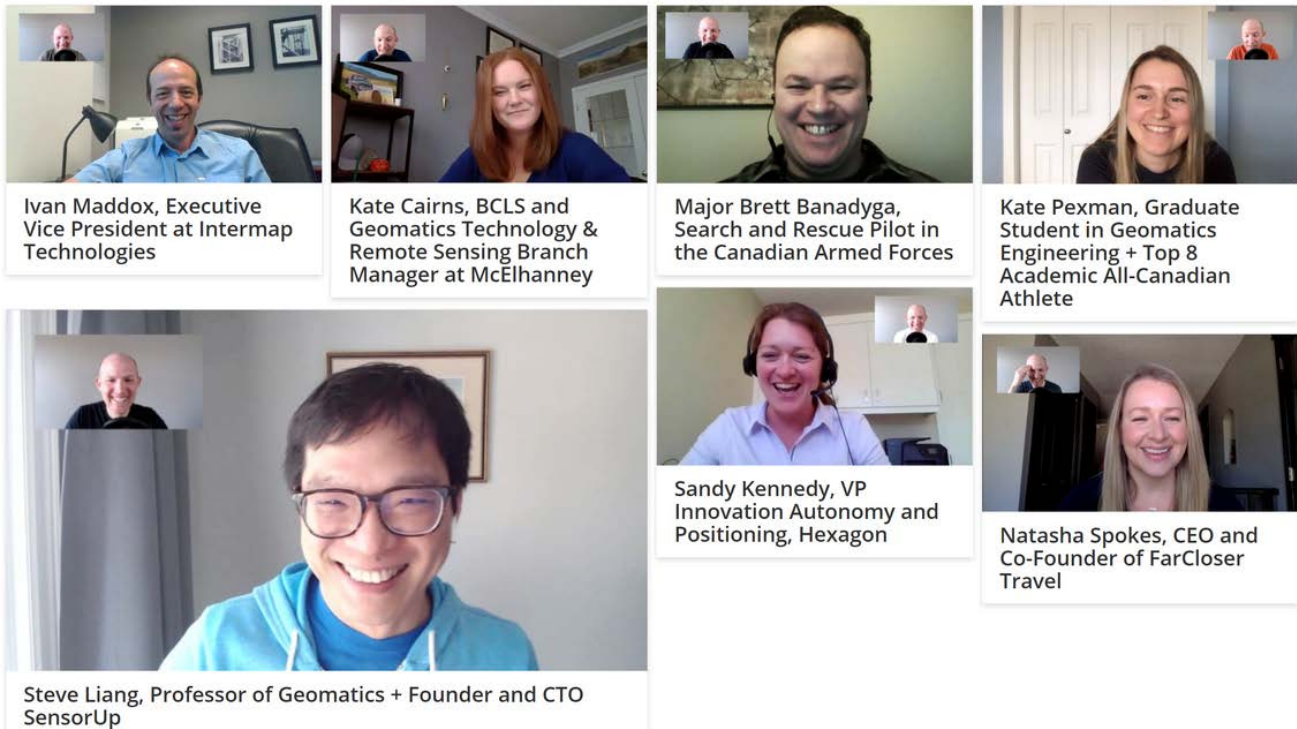 Ivan Maddox, Executive
Vice President at Intermap
Technologies
Kate Cairns, BCLS and
Geomatics Technology &
Remote Sensing Branch
Manager at McElhanney
Major Brett Banadyga,
Search and Rescue Pilot in
the Canadian Armed Forces
Kate Pexman, Graduate
Student in Geomatics
Engineering + Top 8
Academic All-Canadian
Athlete
Steve Liang, Professor of Geomatics + Founder and CTO
SensorUp
Sandy Kennedy, VP
Innovation Autonomy and
Positioning, Hexagon
Natasha Spokes, CEO and
Co-Founder of FarCloser
Travel